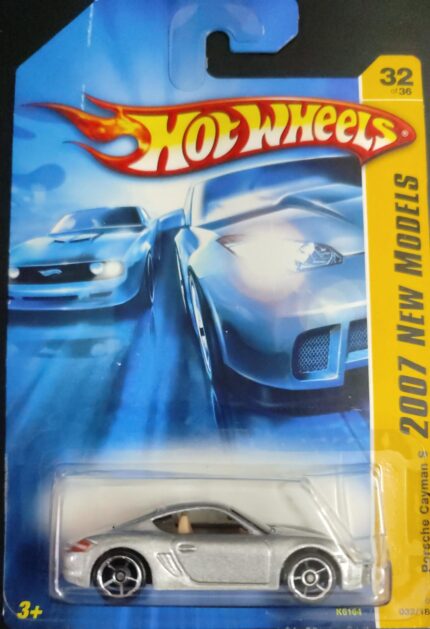 32
of 36
HOT WHEELS
2007 NEW MODELS
Porsche Cayman S
3+
K6164